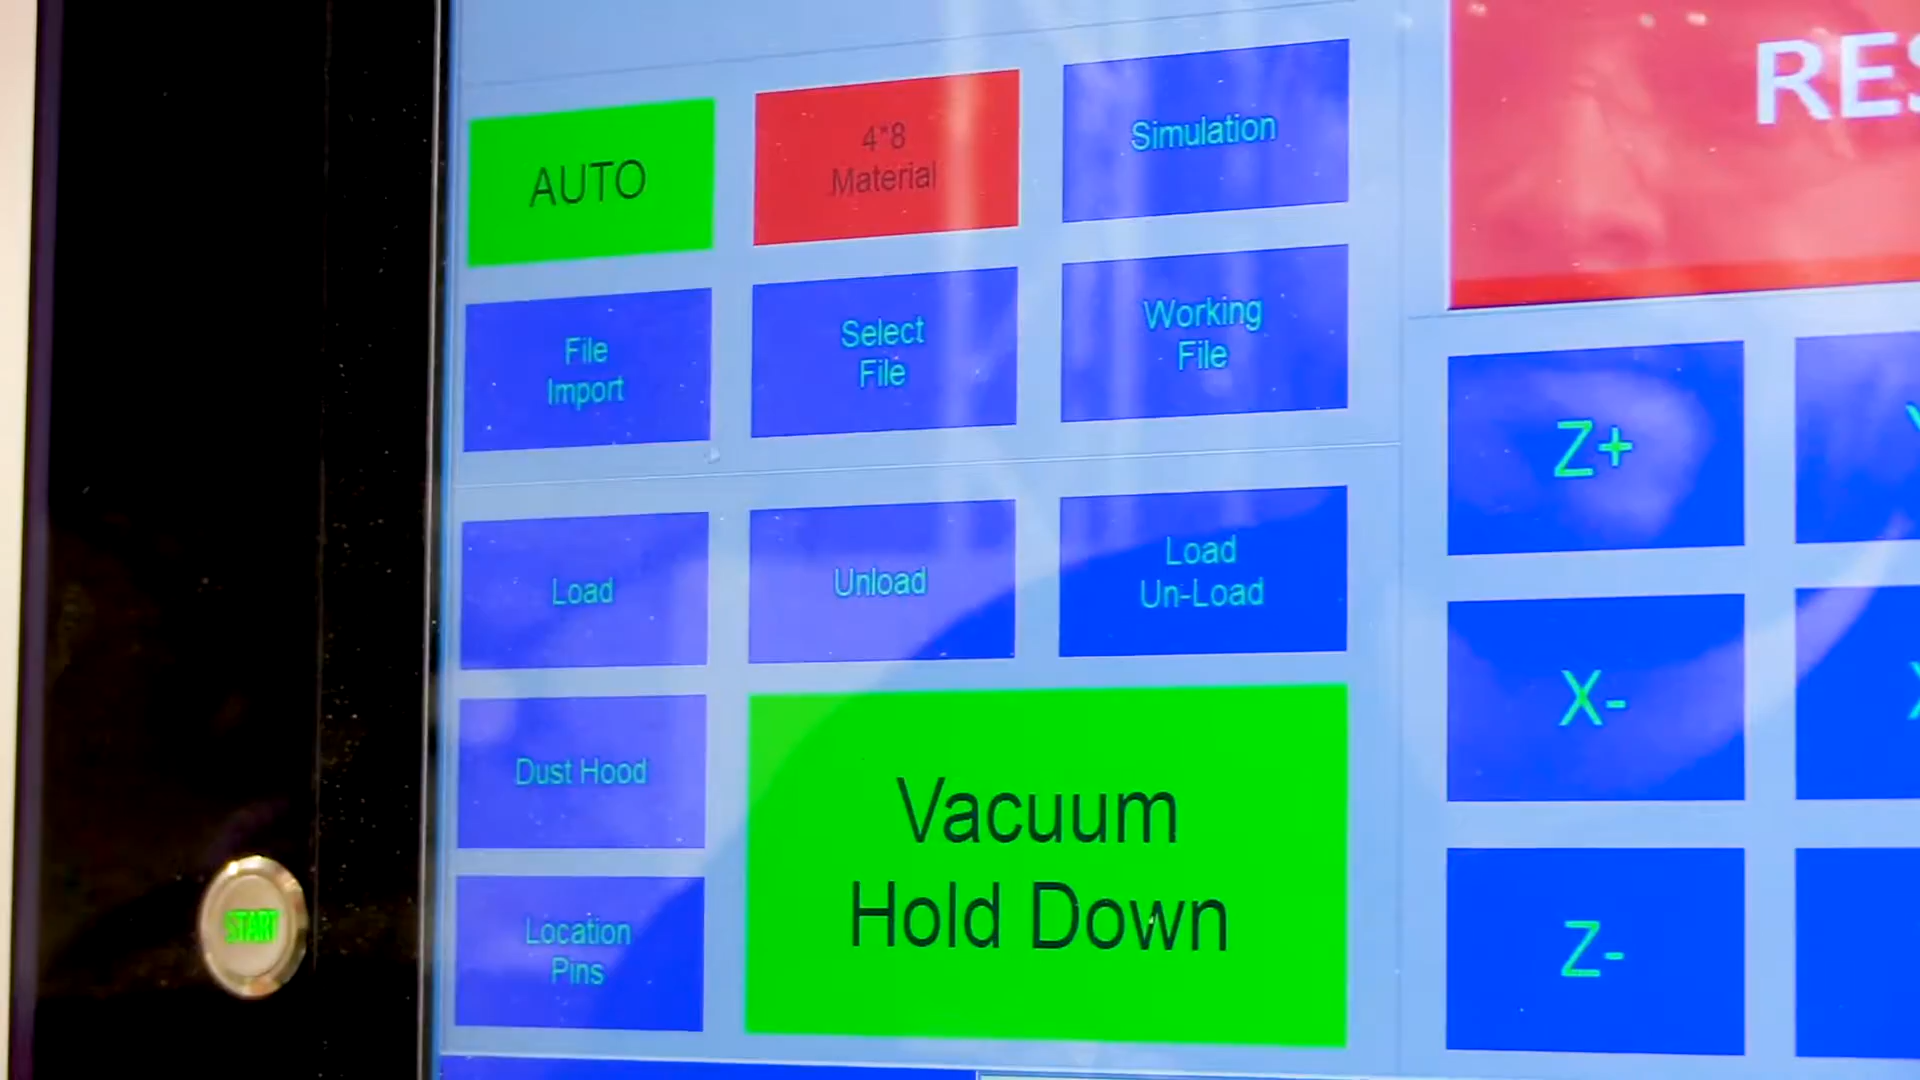 AUTO
4*8
Material
Simulation
File
Import
Select
File
Working
File
Load
Unload
Load
Un-Load
Dust Hood
Vacuum
Hold Down
Location
Pins
START
Z+
X-
Z-